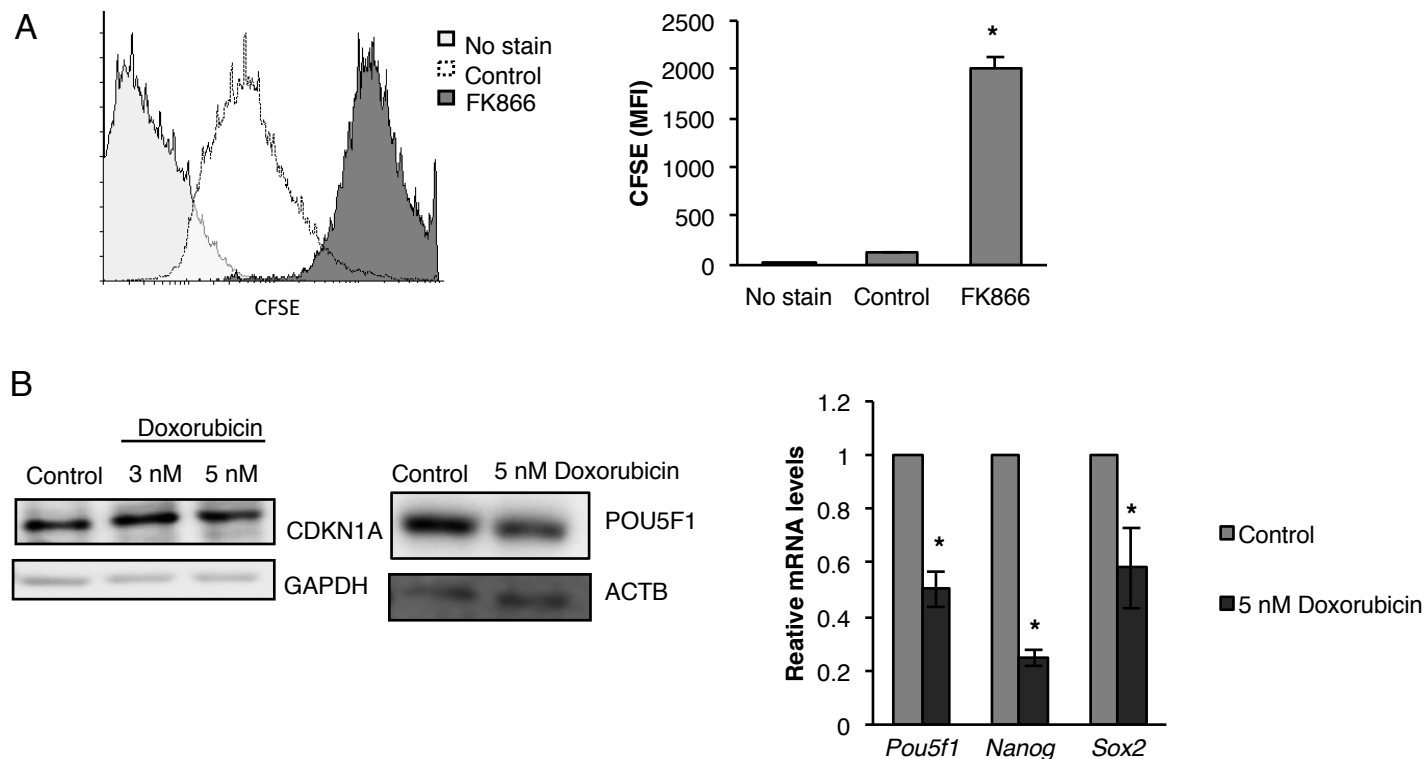 A
No stain
Control
FK866
CFSE
CFSE (MFI)
2500
2000
1500
1000
500
0
*
No stain Control FK866
B
Doxorubicin
Control 3 nM 5 nM
CDKN1A
GAPDH
Control 5 nM Doxorubicin
POU5F1
ACTB
Reative mRNA levels
1.2
1
0.8
0.6
0.4
0.2
0
*
*
*
Pou5f1 Nanog Sox2
Control
5 nM Doxorubicin